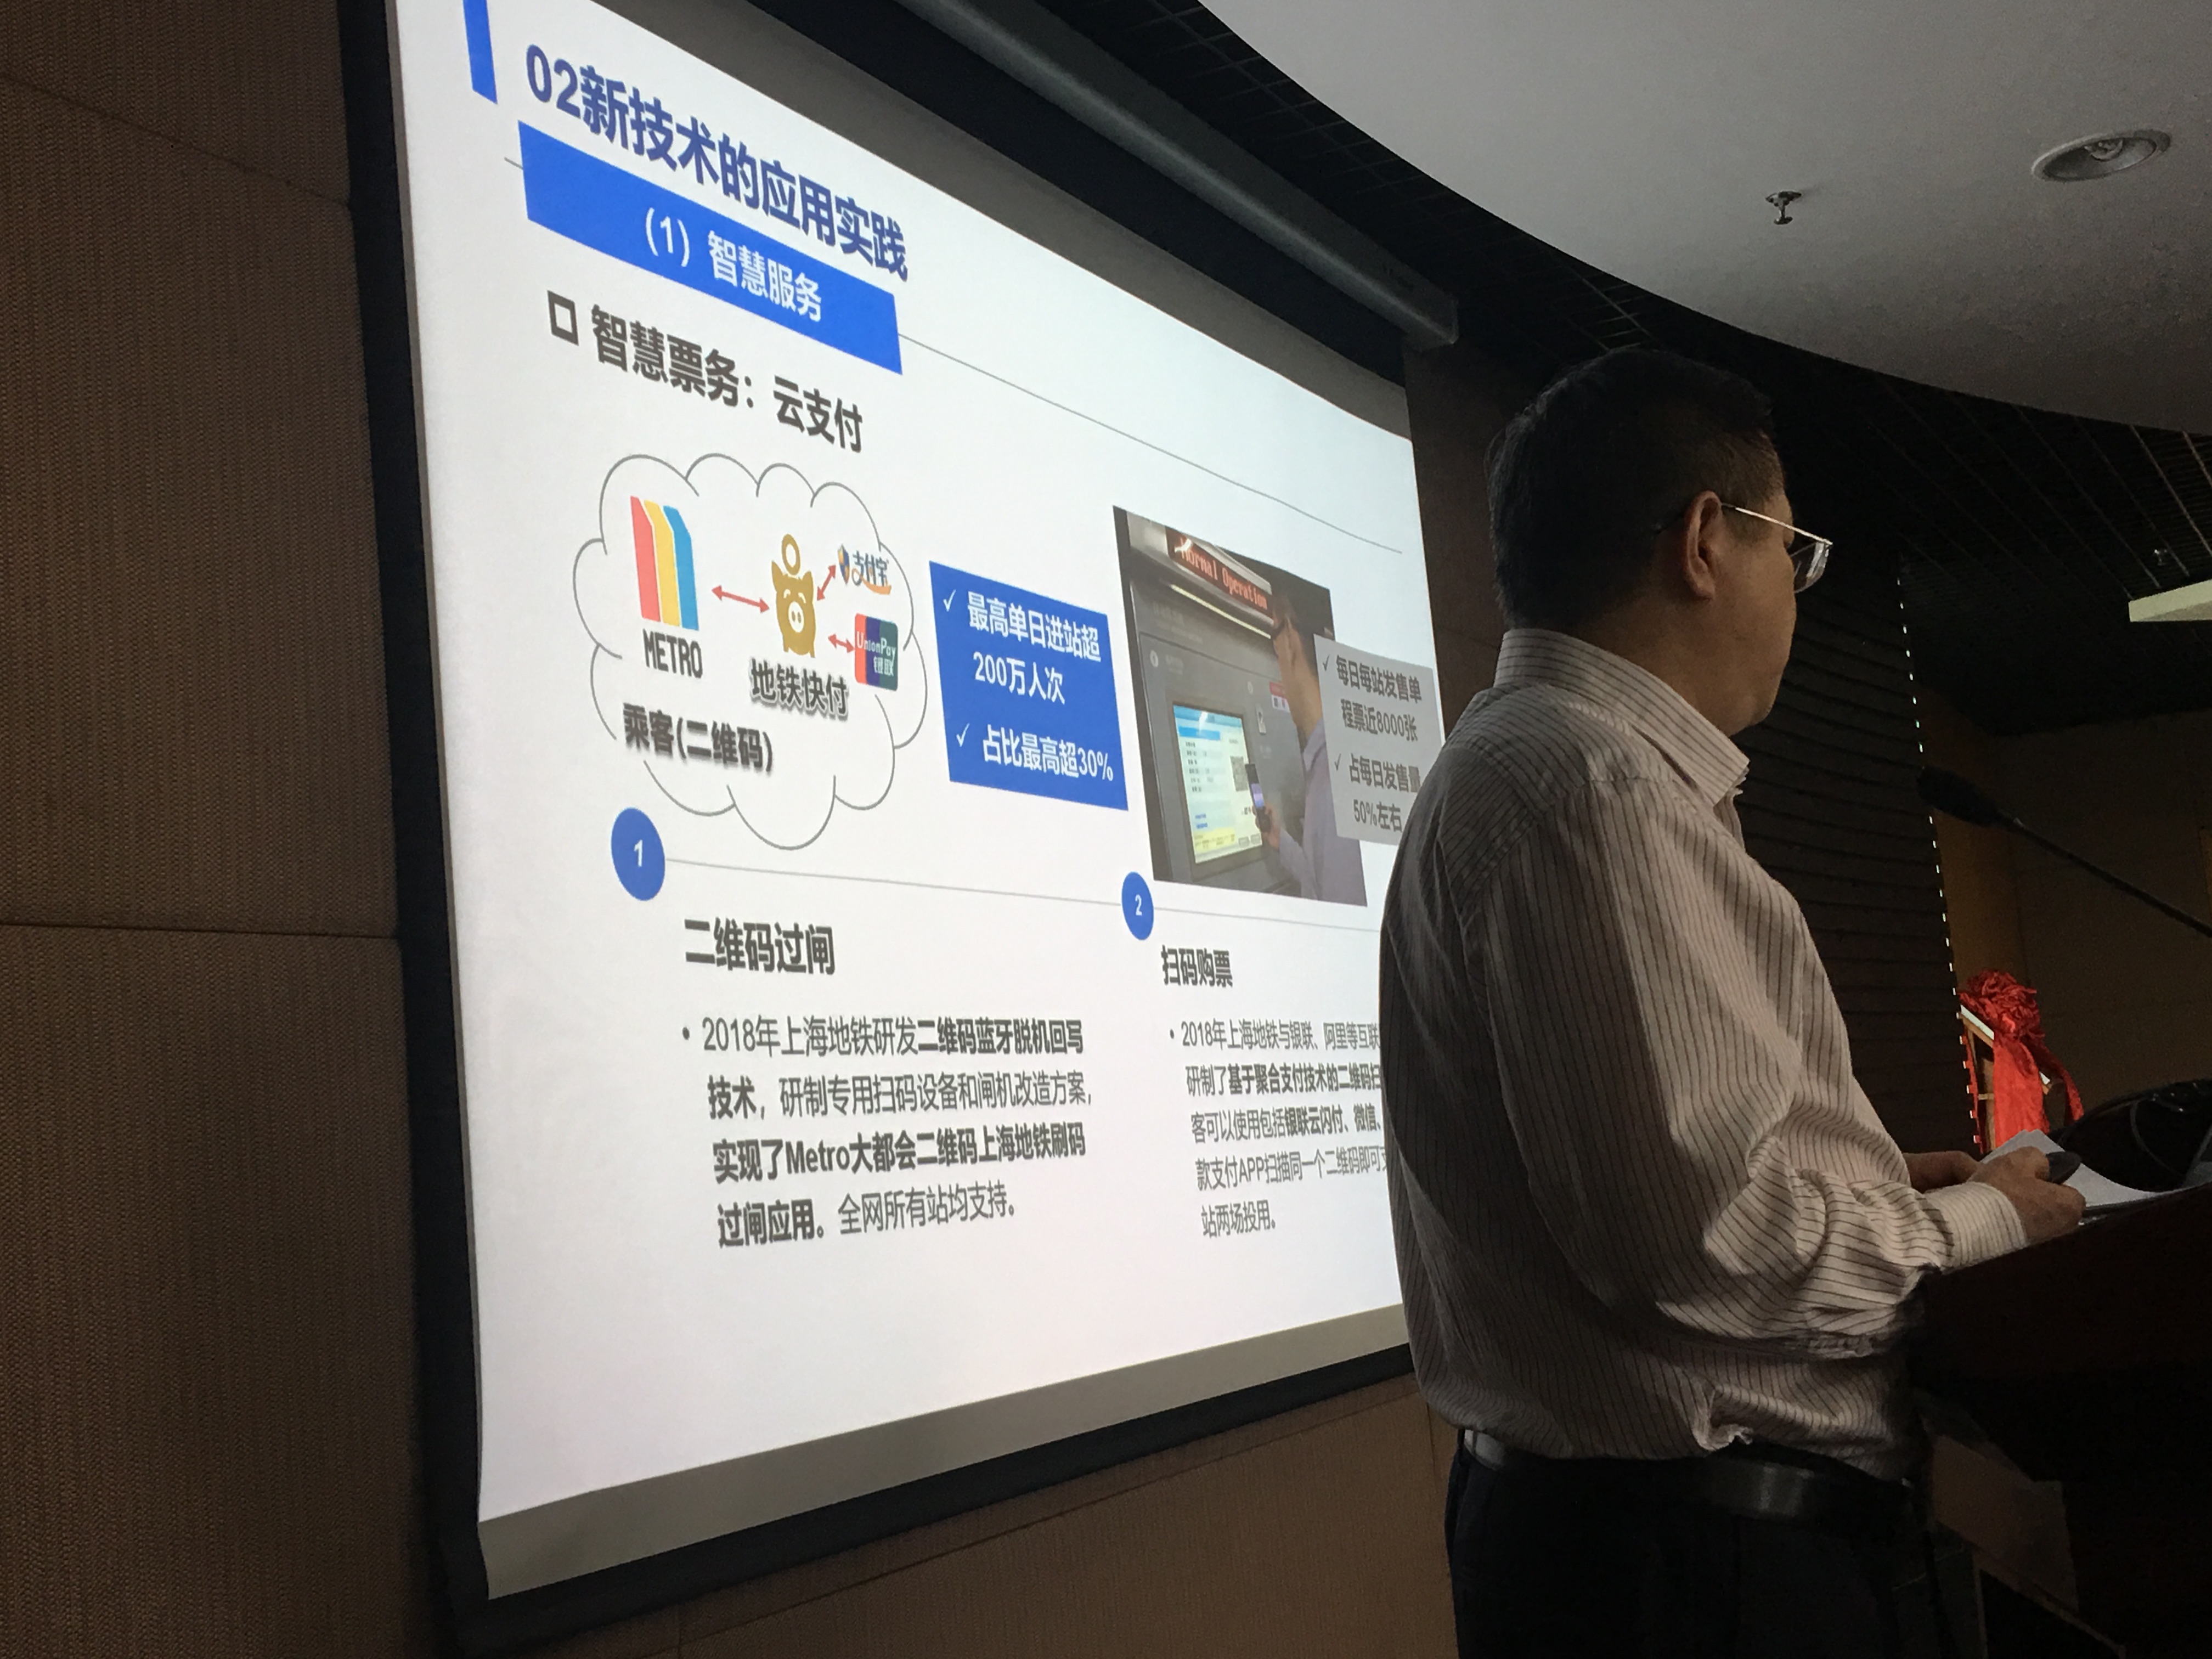 02新技术的应用实践
(1) 智慧服务
智慧票务：云支付
METRO
支付宝
UnionPay
银联
地铁快付
乘客(二维码)
✓ 最高单日进站超
200万人次
✓ 占比最高超30%
Normal Operation
✓ 每日每站发售单
程票近8000张
✓ 占每日发售量
50%左右
1
二维码过闸
• 2018年上海地铁研发二维码蓝牙脱机回写
技术，研制专用扫码设备和闸机改造方案，
实现了Metro大都会二维码上海地铁刷码
过闸应用。全网所有站均支持。
2
扫码购票
• 2018年上海地铁与银联、阿里等互联
研制了基于聚合支付技术的二维码扫
客可以使用包括银联云闪付、微信、
款支付APP扫描同一个二维码即可
站两场投用。